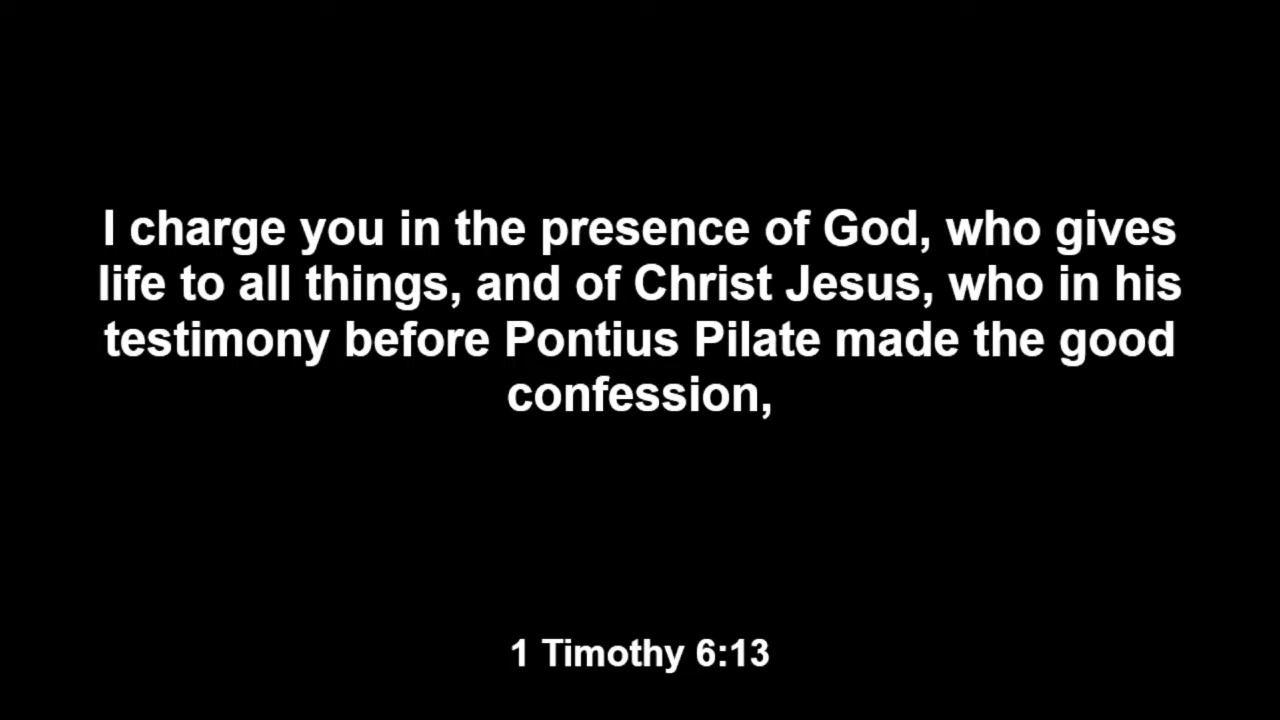 I charge you in the presence of God, who gives
life to all things, and of Christ Jesus, who in his
testimony before Pontius Pilate made the good
confession,
1 Timothy 6:13